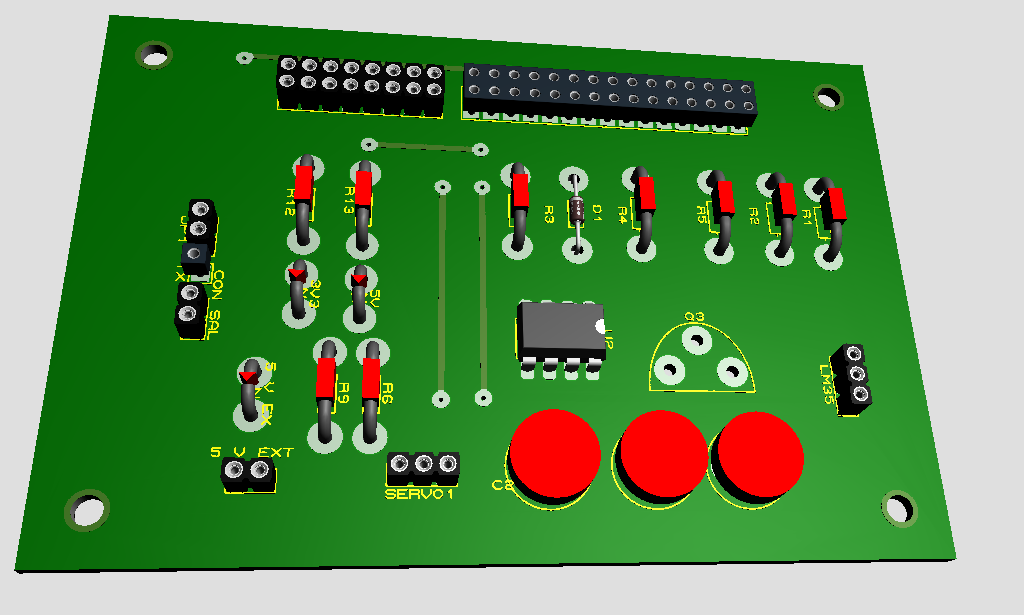 R12
R13
R3
D1
R4
R5
R2
R1
CON
SAL
3V3
5V
U2
Q3
LM35
5 V EX
R9
R6
5 V EXT
SERVO1
C2